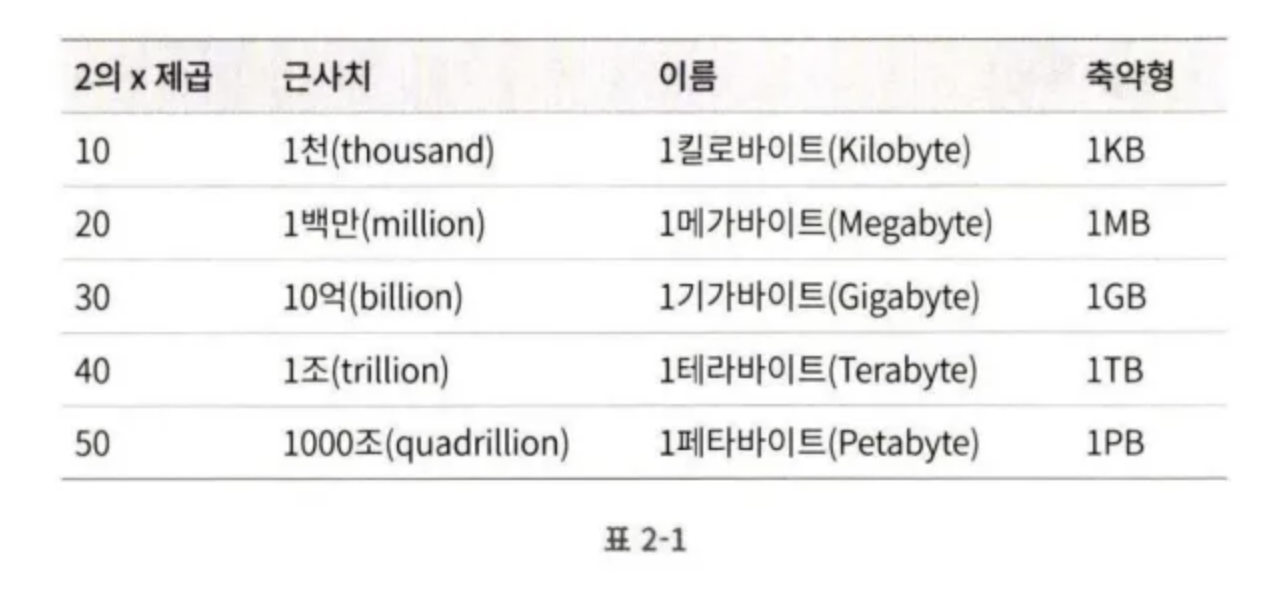 2의 x 제곱 근사치 이름 축약형
10 1천(thousand) 1킬로바이트(Kilobyte) 1KB
20 1백만(million) 1메가바이트(Megabyte) 1MB
30 10억(billion) 1기가바이트(Gigabyte) 1GB
40 1조(trillion) 1테라바이트(Terabyte) 1TB
50 1000조(quadrillion) 1페타바이트(Petabyte) 1PB
표 2-1